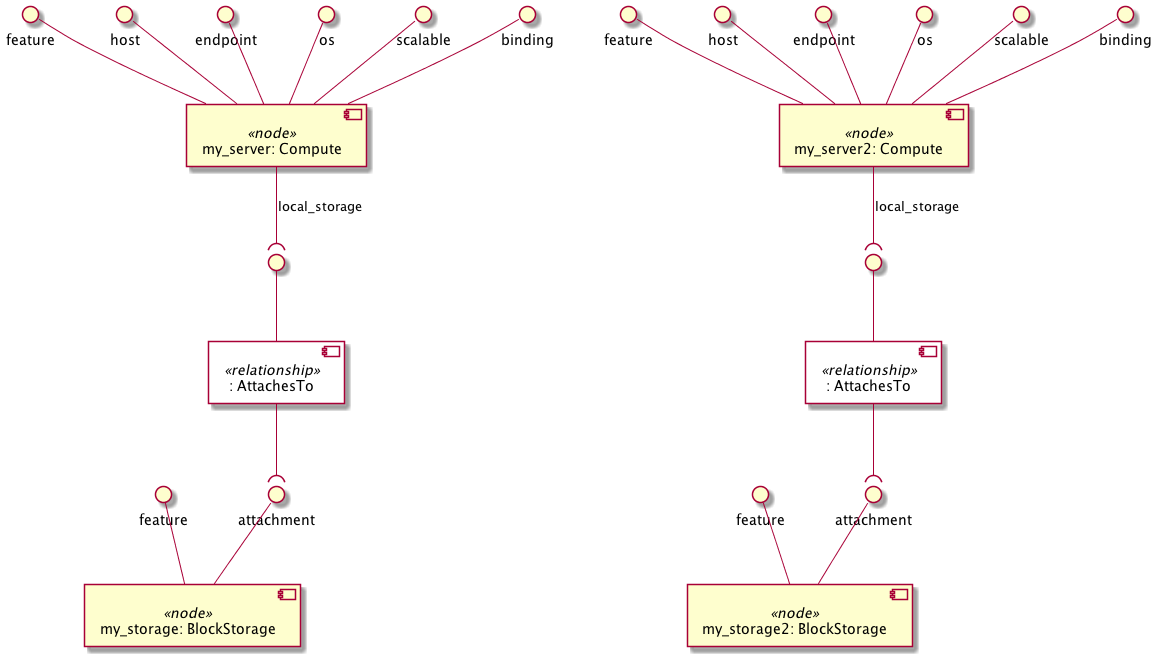 feature host endpoint os scalable binding feature host endpoint os scalable binding
«node» «node»
my_server: Compute my_server2: Compute
local_storage local_storage
«relationship» «relationship»
: AttachesTo : AttachesTo
feature attachment feature attachment
«node» «node»
my_storage: BlockStorage my_storage2: BlockStorage